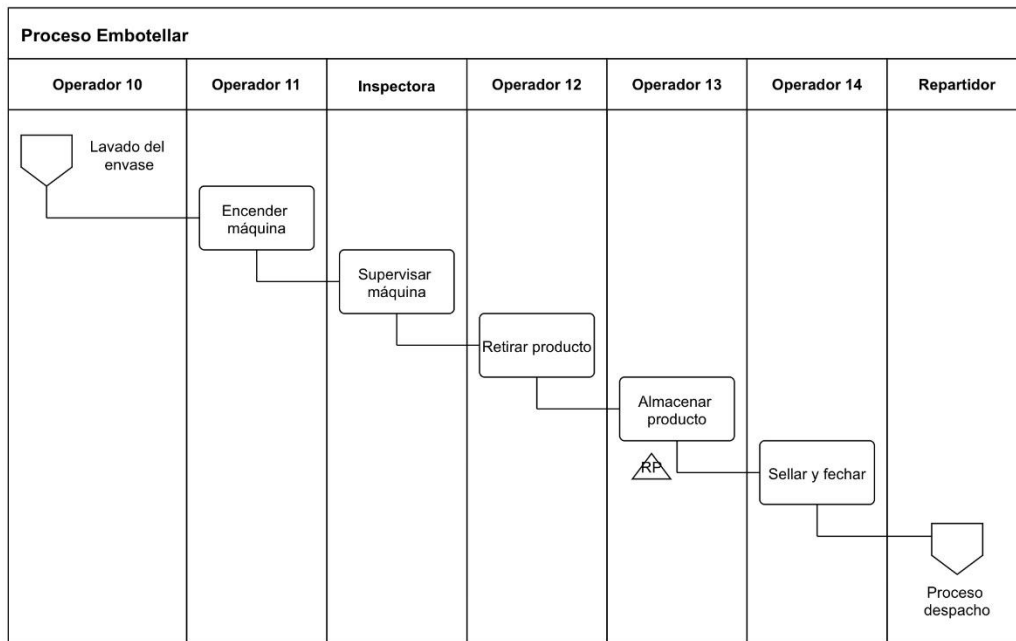 Proceso Embotellar
Operador 10
Operador 11
Inspectora
Operador 12
Operador 13
Operador 14
Repartidor
Lavado del
envase
Encender
máquina
Supervisar
máquina
Retirar producto
Almacenar
producto
RP
Sellar y fechar
Proceso
despacho